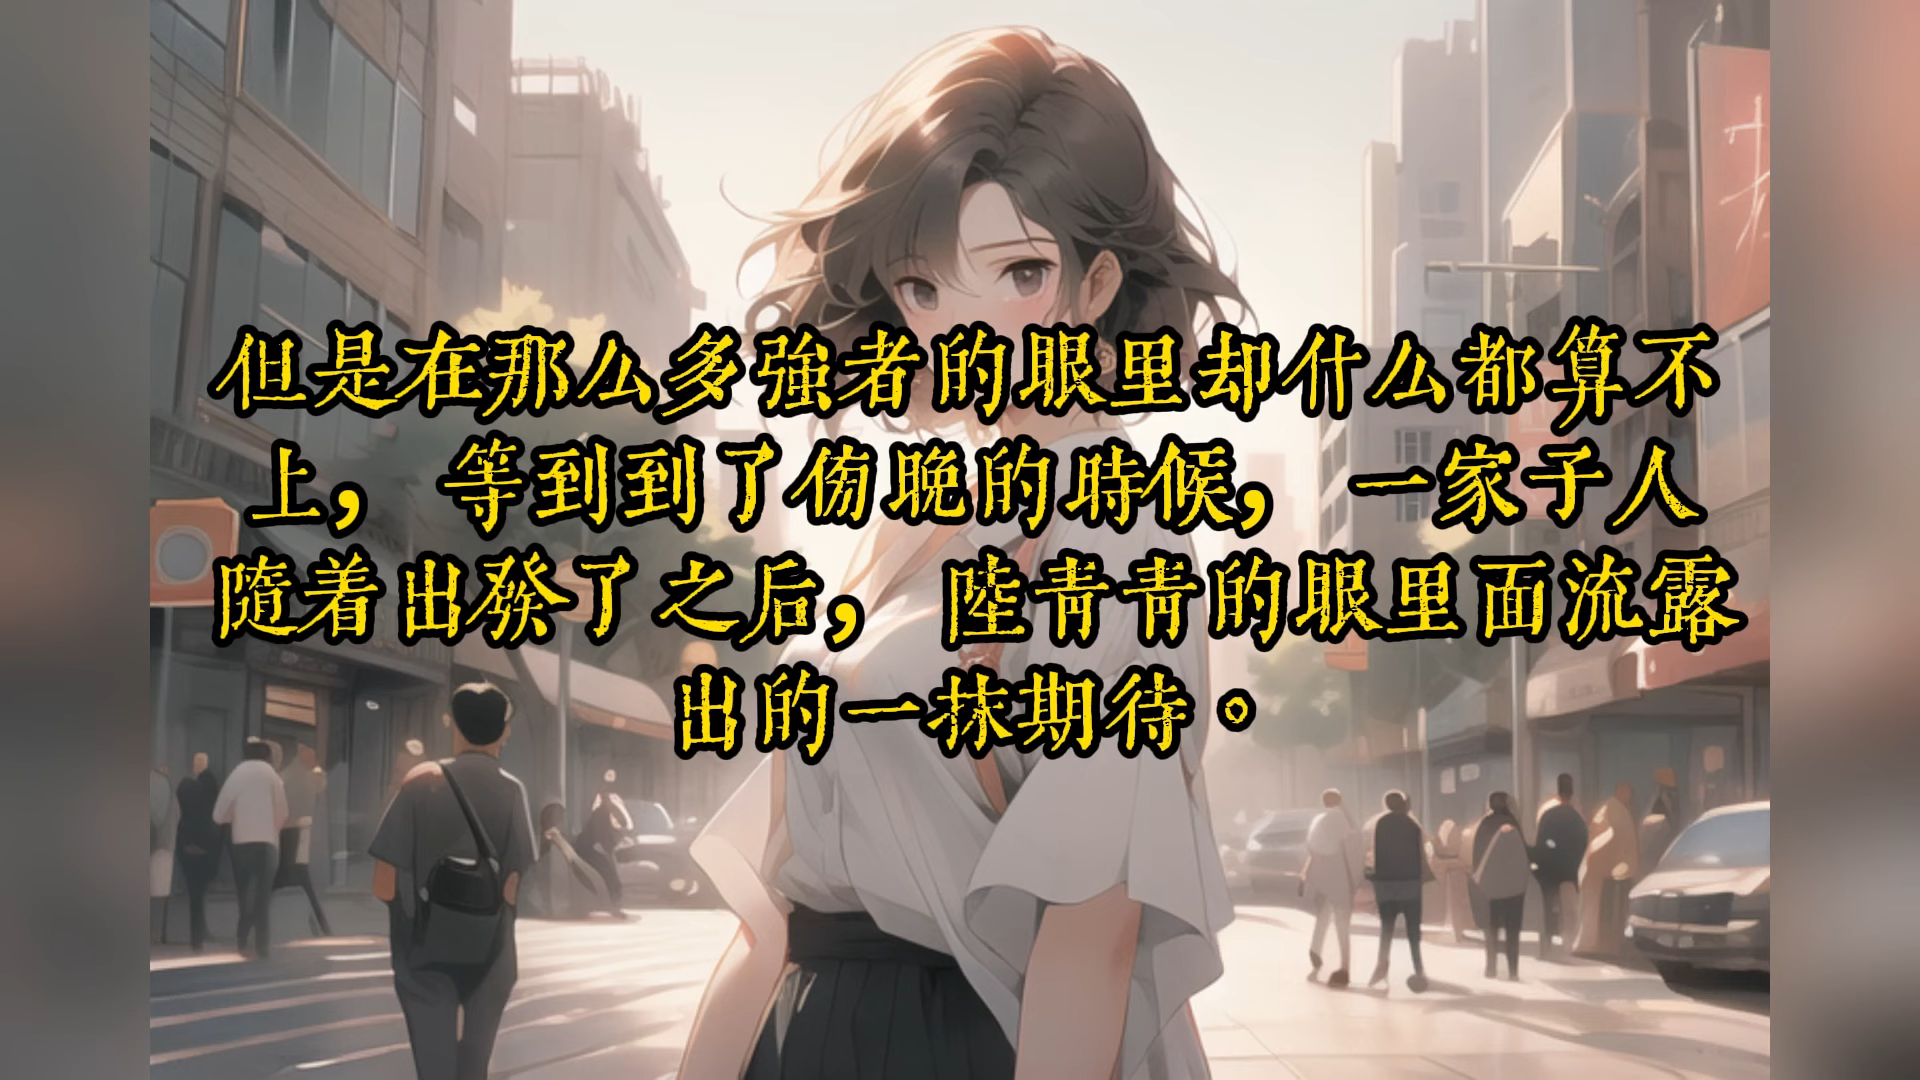 但是在那么多強者的眼里却什么都算不
上，等到到了傍晚的時候，一家子人
隨着出發了之后，陸青青的眼里面流露
出的一抹期待。